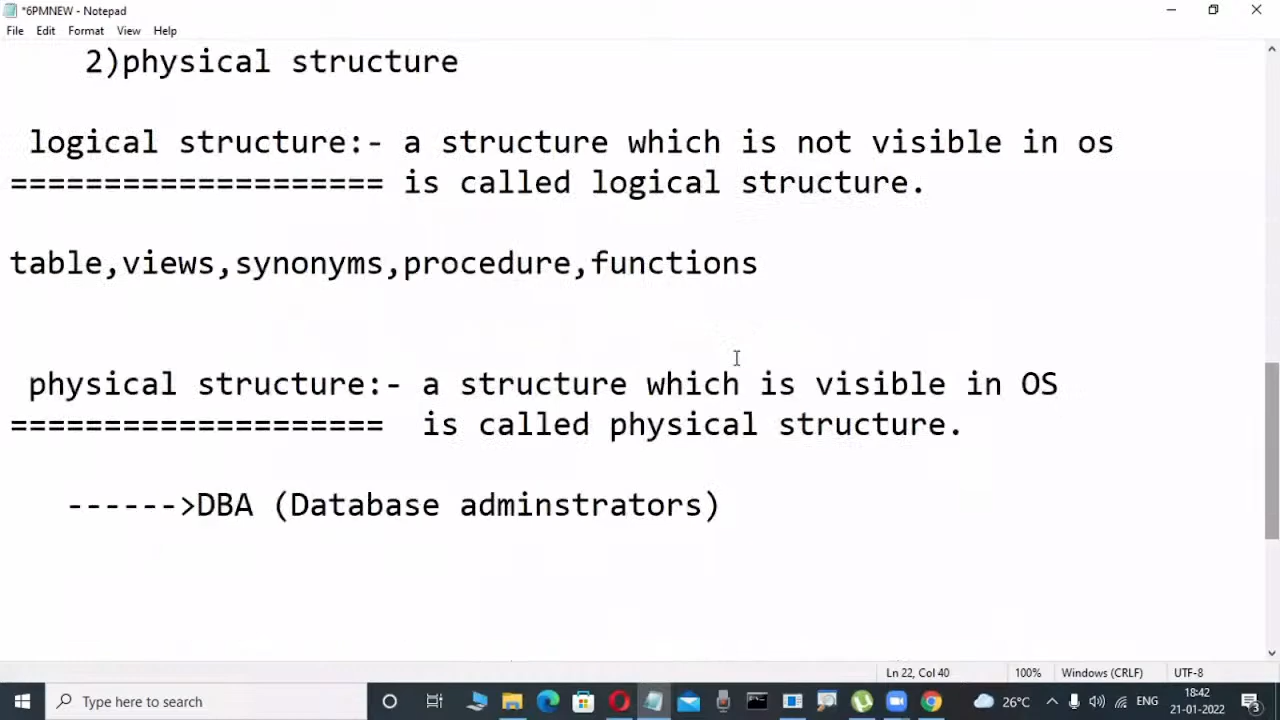 *6PMNEW - Notepad
File Edit Format View Help
2)physical structure
logical structure:- a structure which is not visible in os
==================== is called logical structure.
table,views,synonyms,procedure,functions
physical structure:- a structure which is visible in OS
==================== is called physical structure.
------>DBA (Database adminstrators)
Ln 22, Col 40 100% Windows (CRLF) UTF-8
Type here to search 26°C ENG 18:42
21-01-2022 3